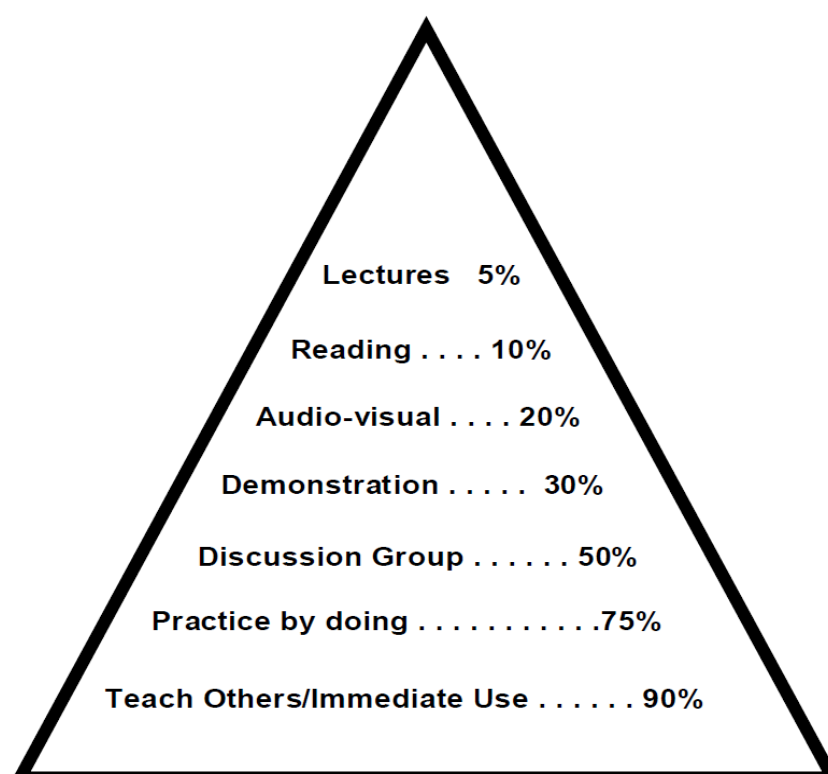 Lectures 5%
Reading . . . . 10%
Audio-visual . . . . 20%
Demonstration . . . . . 30%
Discussion Group . . . . . . 50%
Practice by doing . . . . . . . . . . .75%
Teach Others/Immediate Use . . . . . . 90%